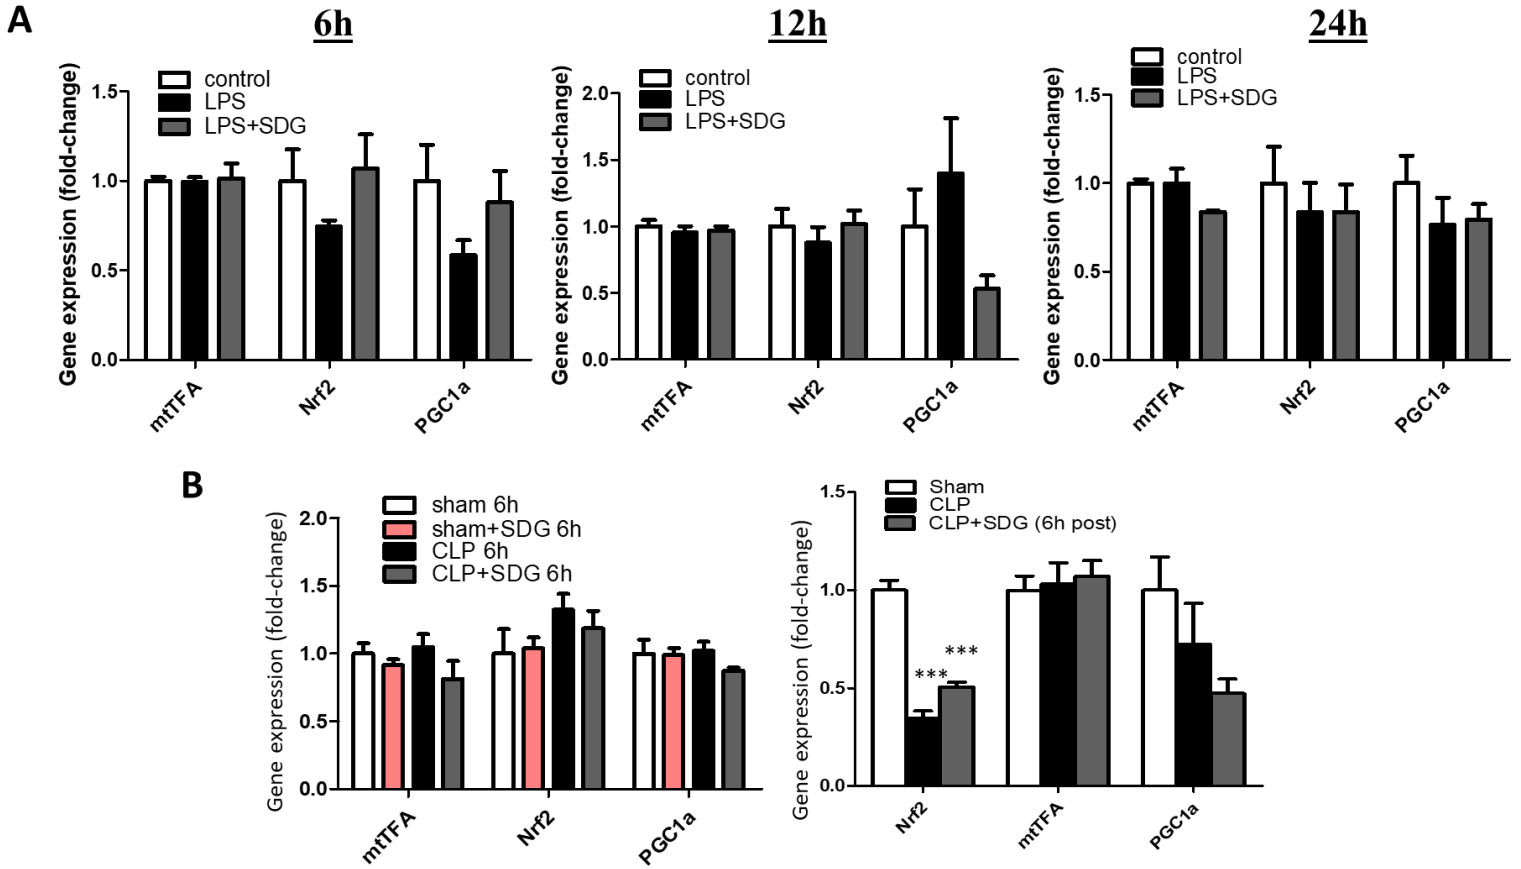 A
6h
12h
24h
control
LPS
LPS+SDG
Gene expression (fold-change)
1.5
1.0
0.5
0.0
mtTFA
Nrf2
PGC1a
control
LPS
LPS+SDG
Gene expression (fold-change)
2.0
1.5
1.0
0.5
0.0
mtTFA
Nrf2
PGC1a
control
LPS
LPS+SDG
Gene expression (fold-change)
1.5
1.0
0.5
0.0
mtTFA
Nrf2
PGC1a
B
sham 6h
sham+SDG 6h
CLP 6h
CLP+SDG 6h
Gene expression (fold-change)
2.0
1.5
1.0
0.5
0.0
mtTFA
Nrf2
PGC1a
Sham
CLP
CLP+SDG (6h post)
Gene expression (fold-change)
1.5
1.0
0.5
0.0
***
***
Nrf2
mtTFA
PGC1a